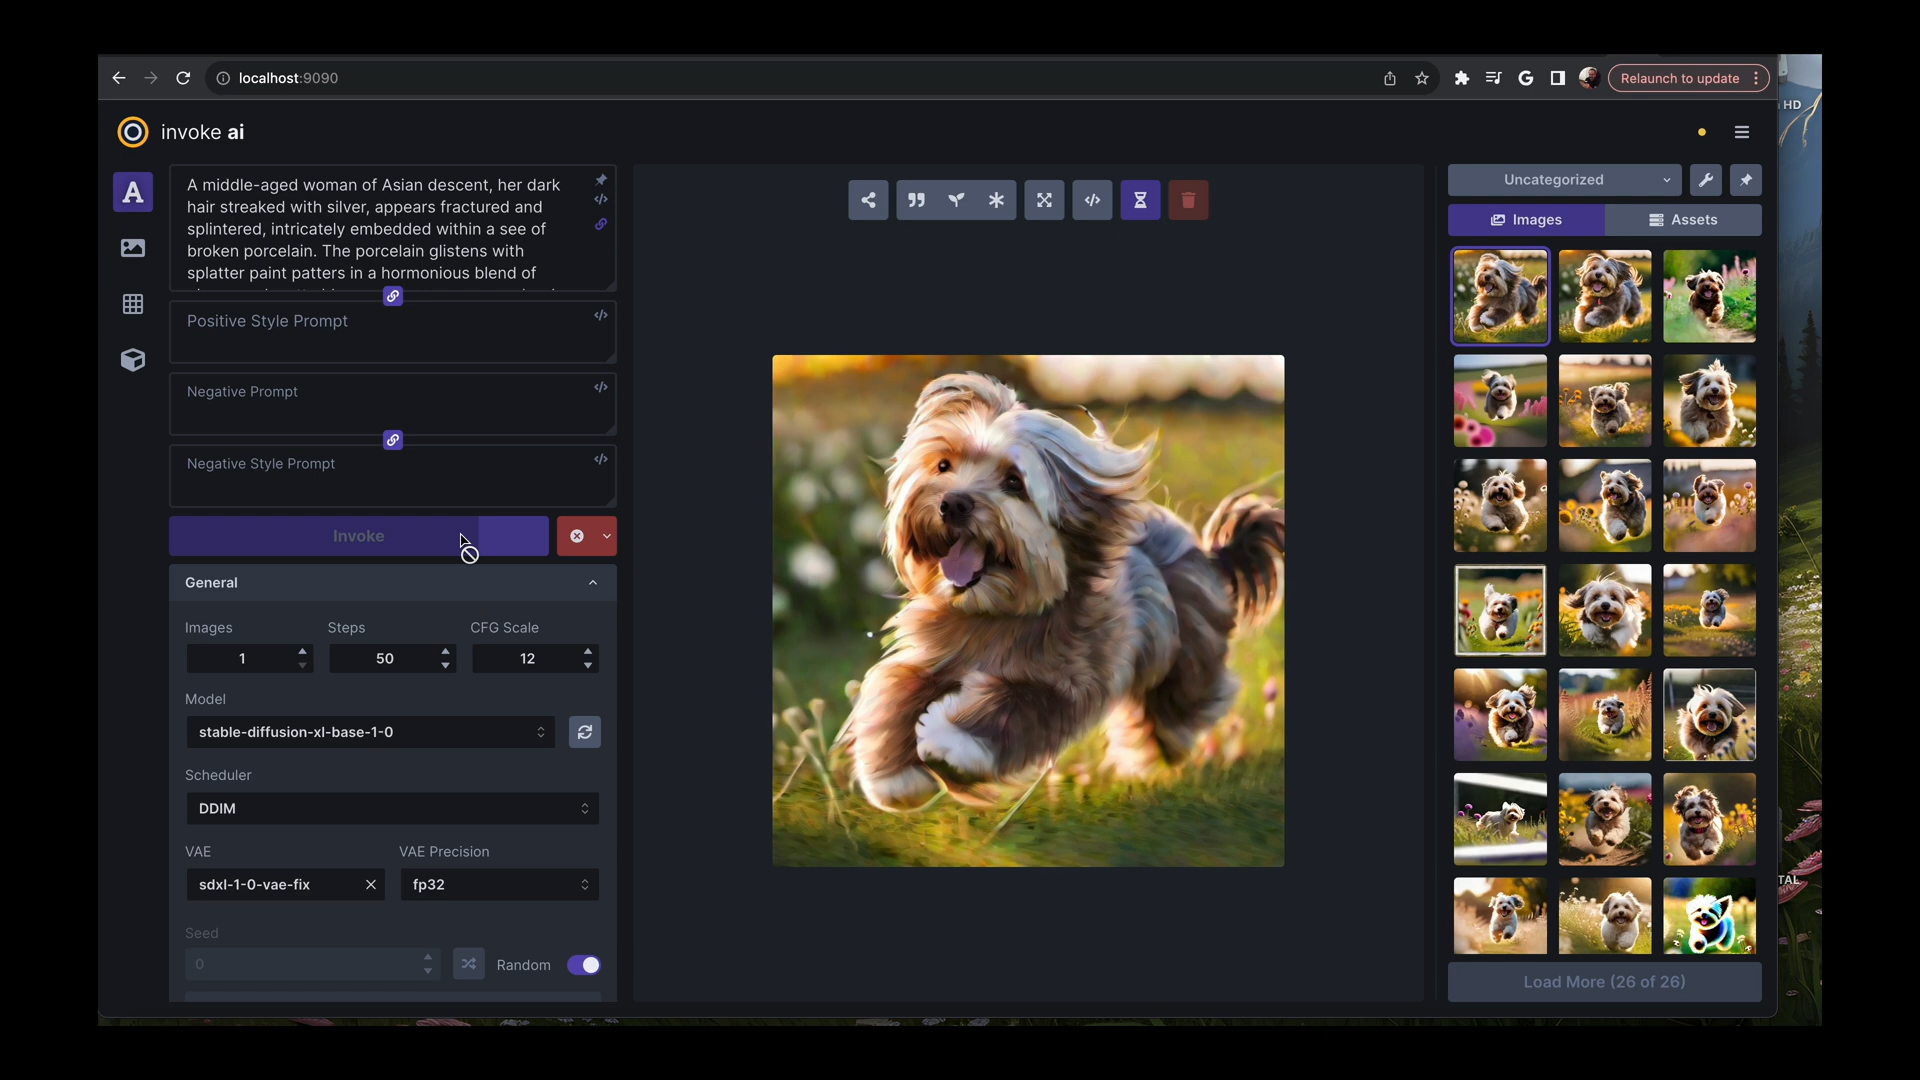 localhost:9090
Relaunch to update
HD
invoke ai
A middle-aged woman of Asian descent, her dark
hair streaked with silver, appears fractured and
splintered, intricately embedded within a see of
broken porcelain. The porcelain glistens with
splatter paint patters in a hormonious blend of
Positive Style Prompt
Negative Prompt
Negative Style Prompt
Invoke
General
Images
Steps
CFG Scale
1
50
12
Model
stable-diffusion-xl-base-1-0
Scheduler
DDIM
VAE
VAE Precision
sdxl-1-0-vae-fix
fp32
Seed
0
Random
Uncategorized
Images
Assets
TAL
Load More (26 of 26)